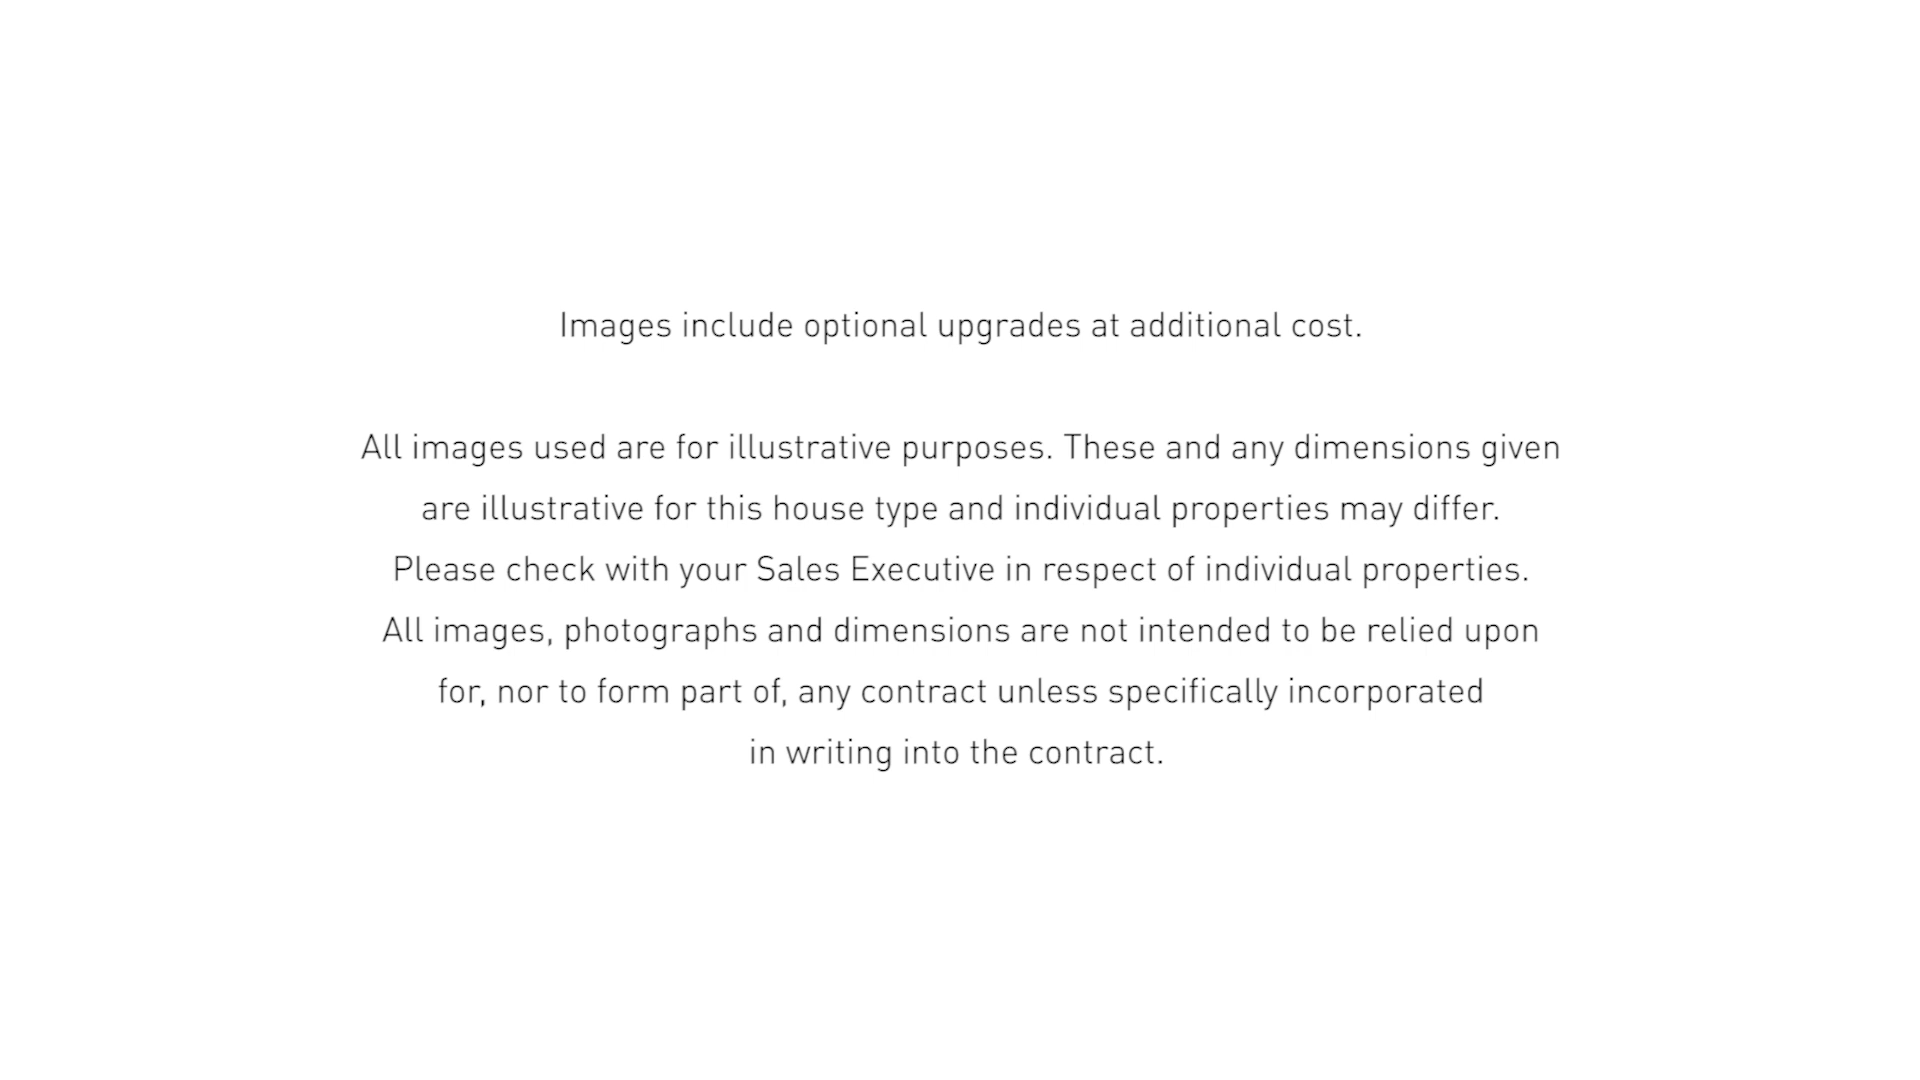 Images include optional upgrades at additional cost.
All images used are for illustrative purposes. These and any dimensions given
are illustrative for this house type and individual properties may differ.
Please check with your Sales Executive in respect of individual properties.
All images, photographs and dimensions are not intended to be relied upon
for, nor to form part of, any contract unless specifically incorporated
in writing into the contract.